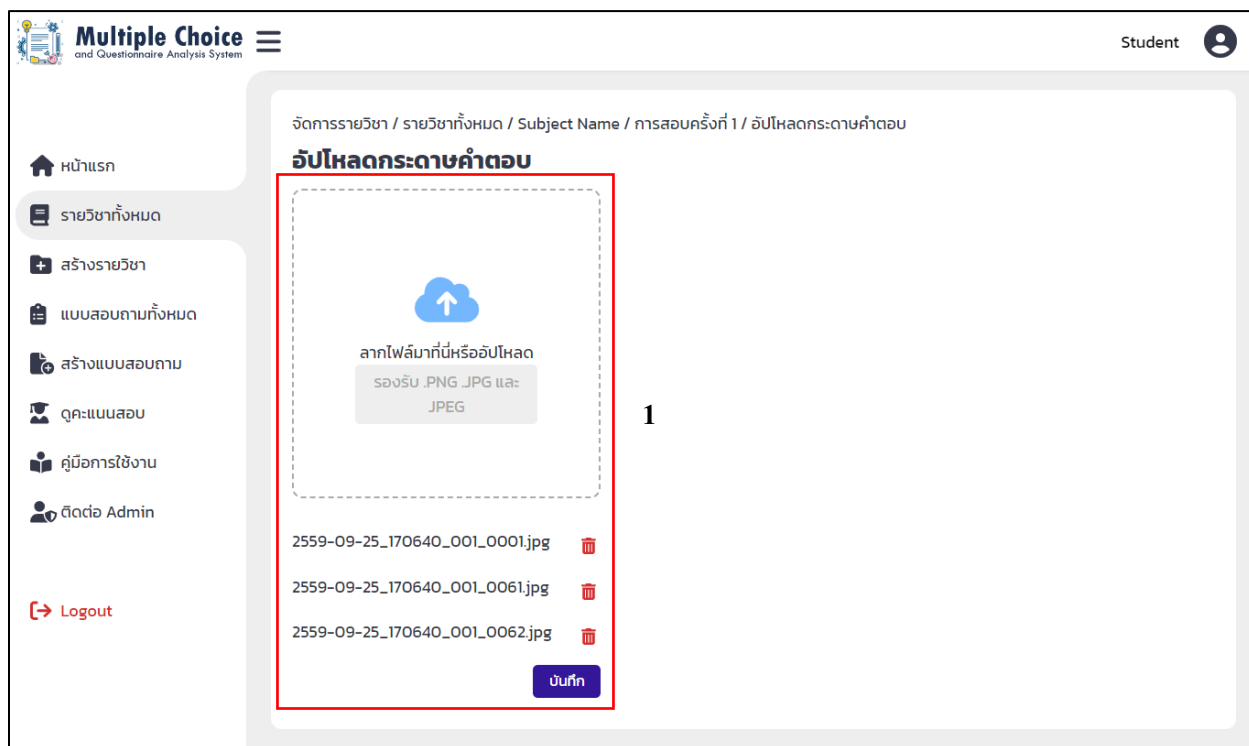 Multiple Choice
and Questionnaire Analysis System
Student
จัดการรายวิชา / รายวิชาทั้งหมด / Subject Name / การสอบครั้งที่ 1 / อัปโหลดกระดาษคำตอบ
อัปโหลดกระดาษคำตอบ
หน้าแรก
รายวิชาทั้งหมด
สร้างรายวิชา
แบบสอบถามทั้งหมด
สร้างแบบสอบถาม
ดูคะแนนสอบ
คู่มือการใช้งาน
ติดต่อ Admin
Logout
ลากไฟล์มาที่นี่หรืออัปโหลด
รองรับ .PNG .JPG และ
JPEG
1
2559-09-25_170640_001_0001.jpg
2559-09-25_170640_001_0061.jpg
2559-09-25_170640_001_0062.jpg
บันทึก